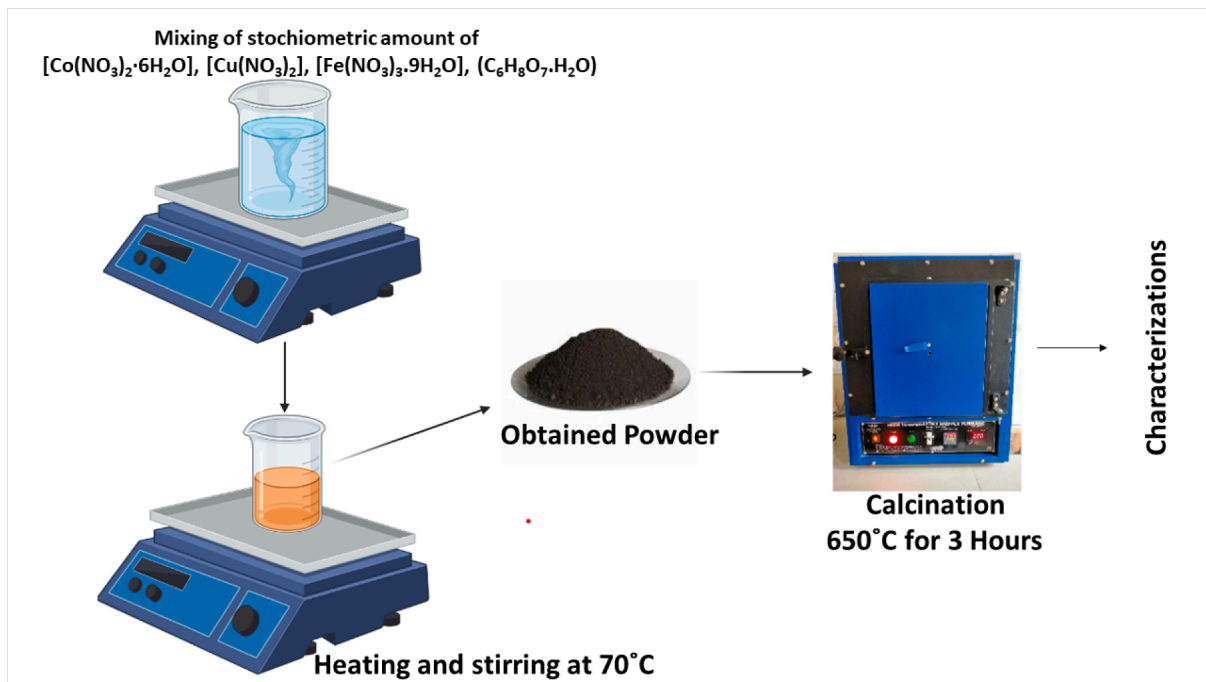 Mixing of stochiometric amount of
[Co(NO₃)₂·6H₂O], [Cu(NO₃)₂], [Fe(NO₃)₃.9H₂O], (C₆H₈O₇.H₂O)
Obtained Powder
Calcination
650˚C for 3 Hours
Characterizations
Heating and stirring at 70˚C